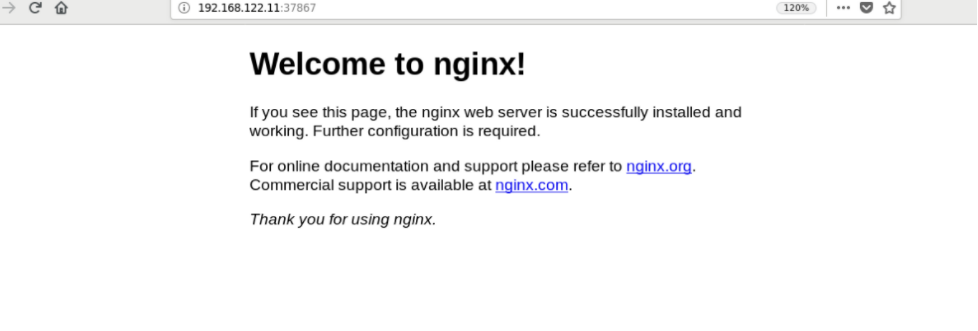 192.168.122.11:37867
120%
Welcome to nginx!
If you see this page, the nginx web server is successfully installed and
working. Further configuration is required.
For online documentation and support please refer to nginx.org.
Commercial support is available at nginx.com.
Thank you for using nginx.